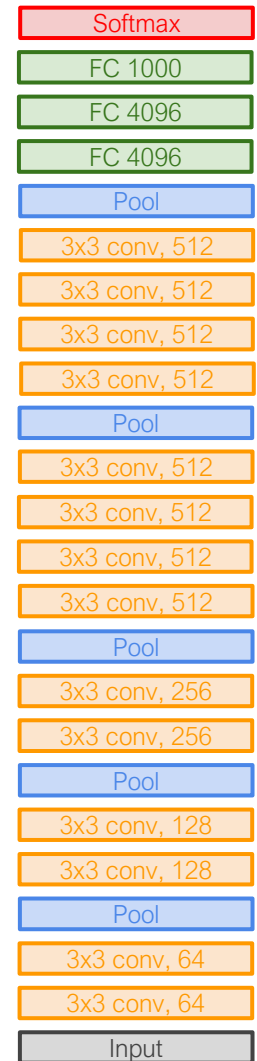 Softmax
FC 1000
FC 4096
FC 4096
Pool
3x3 conv, 512
3x3 conv, 512
3x3 conv, 512
3x3 conv, 512
Pool
3x3 conv, 512
3x3 conv, 512
3x3 conv, 512
3x3 conv, 512
Pool
3x3 conv, 256
3x3 conv, 256
Pool
3x3 conv, 128
3x3 conv, 128
Pool
3x3 conv, 64
3x3 conv, 64
Input